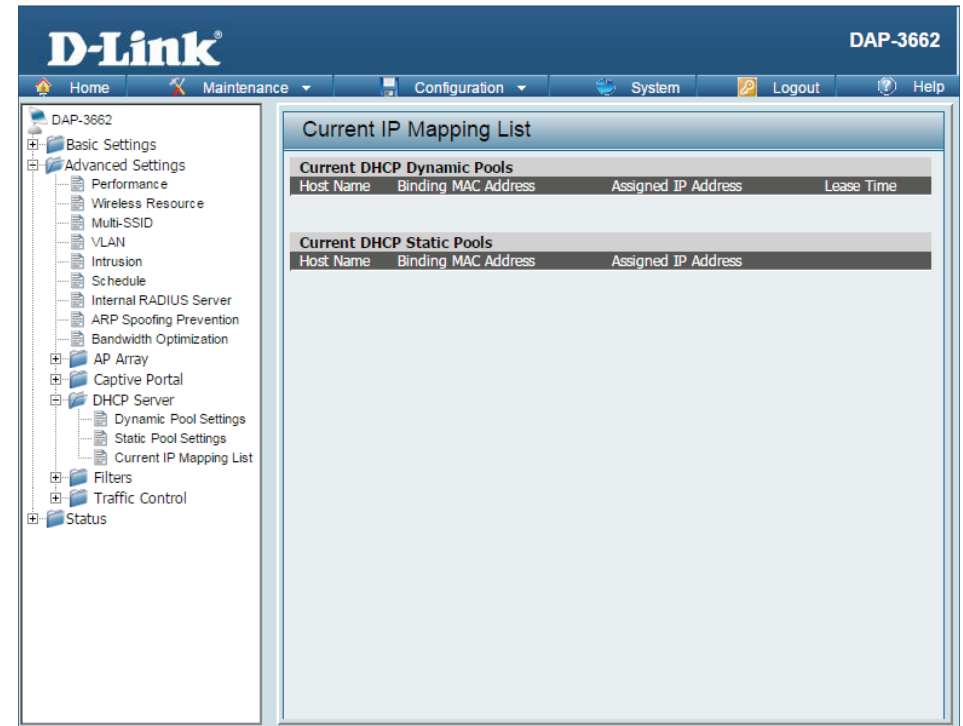 D-Link®
DAP-3662
Home Maintenance Configuration System Logout Help
DAP-3662
Basic Settings
Advanced Settings
Performance
Wireless Resource
Multi-SSID
VLAN
Intrusion
Schedule
Internal RADIUS Server
ARP Spoofing Prevention
Bandwidth Optimization
AP Array
Captive Portal
DHCP Server
Dynamic Pool Settings
Static Pool Settings
Current IP Mapping List
Filters
Traffic Control
Status
Current IP Mapping List
Current DHCP Dynamic Pools
Host Name Binding MAC Address Assigned IP Address Lease Time
Current DHCP Static Pools
Host Name Binding MAC Address Assigned IP Address